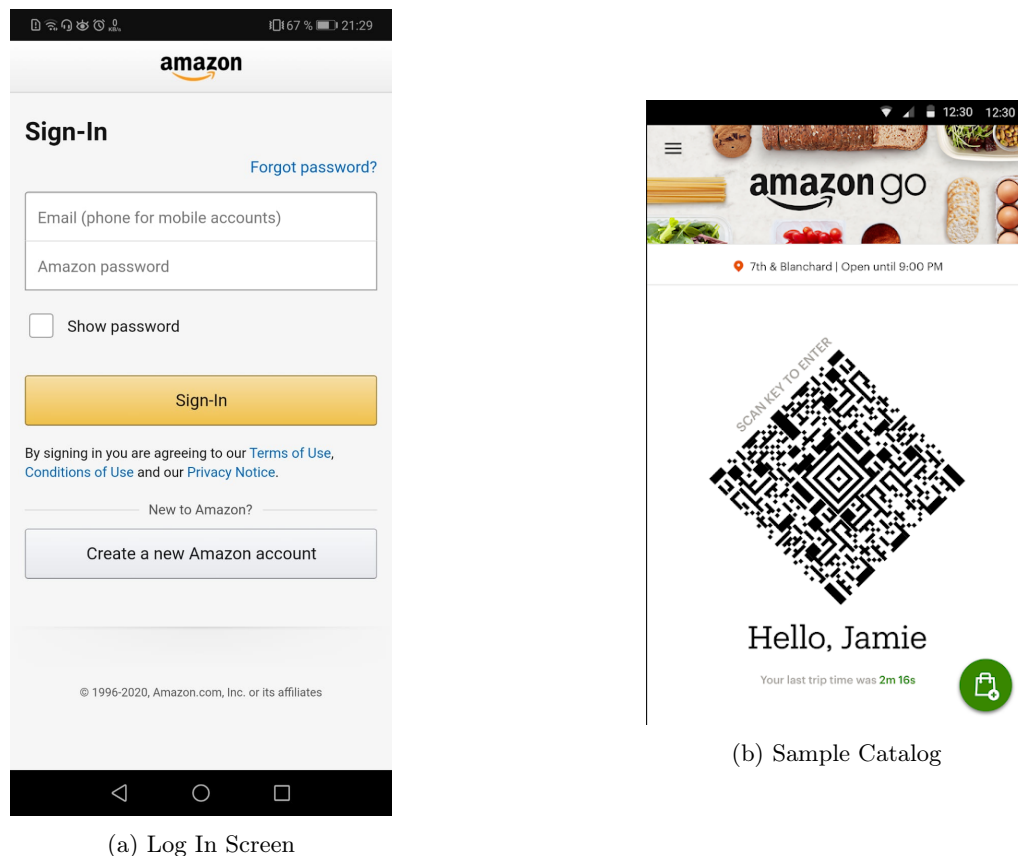 67 % 21:29
amazon
Sign-In
Forgot password?
Email (phone for mobile accounts)
Amazon password
Show password
Sign-In
By signing in you are agreeing to our Terms of Use,
Conditions of Use and our Privacy Notice.
New to Amazon?
Create a new Amazon account
© 1996-2020, Amazon.com, Inc. or its affiliates
(a) Log In Screen
12:30 12:30
amazon go
7th & Blanchard | Open until 9:00 PM
SCAN KEY TO ENTER
Hello, Jamie
Your last trip time was 2m 16s
(b) Sample Catalog